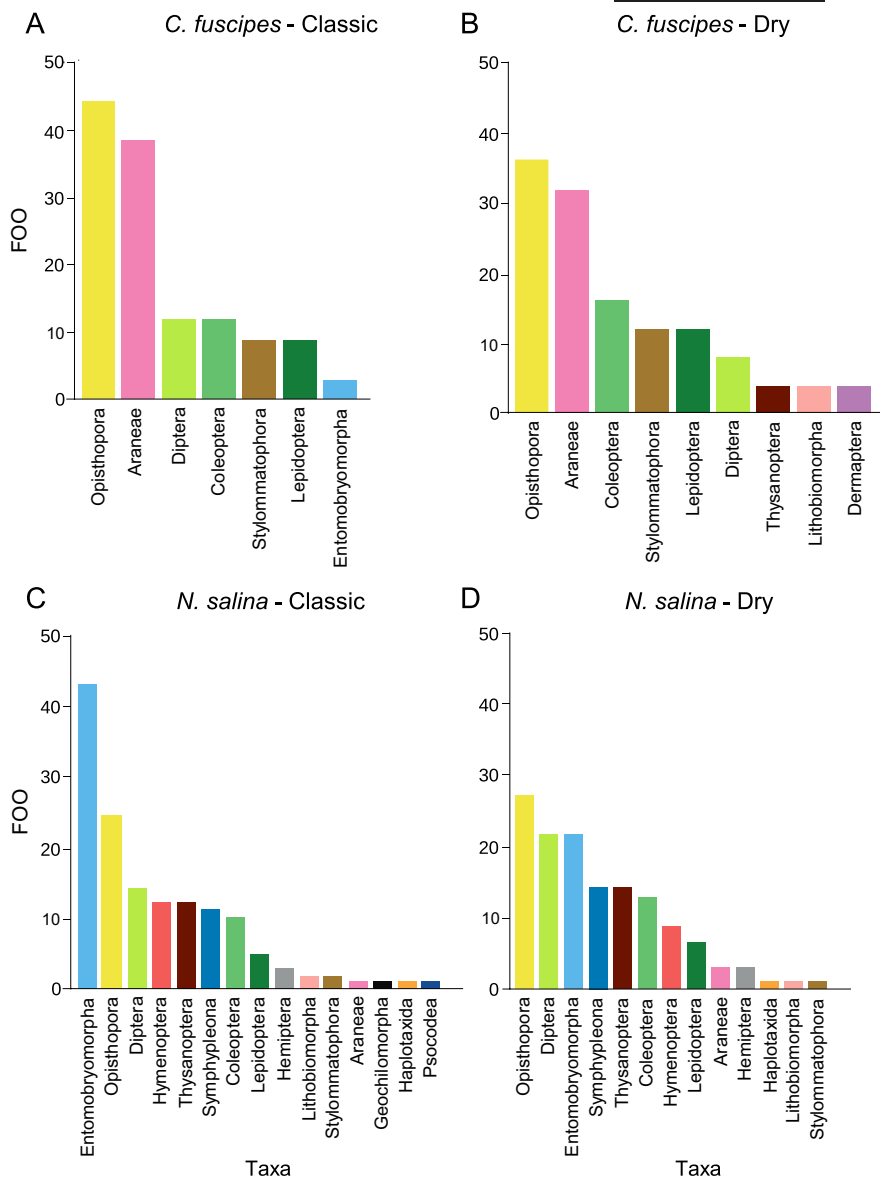 A
C. fuscipes - Classic
50
40
30
20
10
0
FOO
Opisthopora
Araneae
Diptera
Coleoptera
Stylommatophora
Lepidoptera
Entomobryomorpha
B
C. fuscipes - Dry
50
40
30
20
10
0
Opisthopora
Araneae
Coleoptera
Stylommatophora
Lepidoptera
Diptera
Thysanoptera
Lithobiomorpha
Dermaptera
C
N. salina - Classic
50
40
30
20
10
0
FOO
Entomobryomorpha
Opisthopora
Diptera
Hymenoptera
Thysanoptera
Symphypleona
Coleoptera
Lepidoptera
Hemiptera
Lithobiomorpha
Stylommatophora
Araneae
Geochilomorpha
Haplotaxida
Psocodea
Taxa
D
N. salina - Dry
50
40
30
20
10
0
Opisthopora
Diptera
Entomobryomorpha
Symphypleona
Thysanoptera
Coleoptera
Hymenoptera
Lepidoptera
Araneae
Hemiptera
Haplotaxida
Lithobiomorpha
Stylommatophora
Taxa